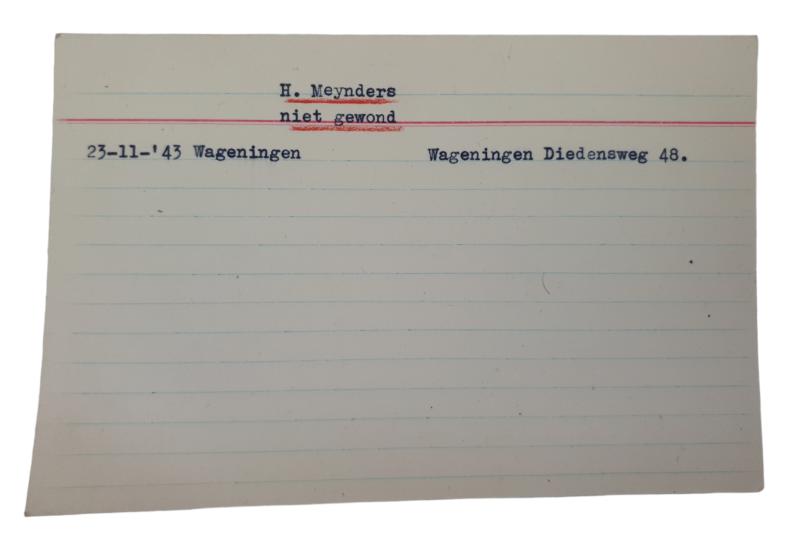 H. Meynders
niet gewond
23-11-'43 Wageningen Wageningen Diedensweg 48.